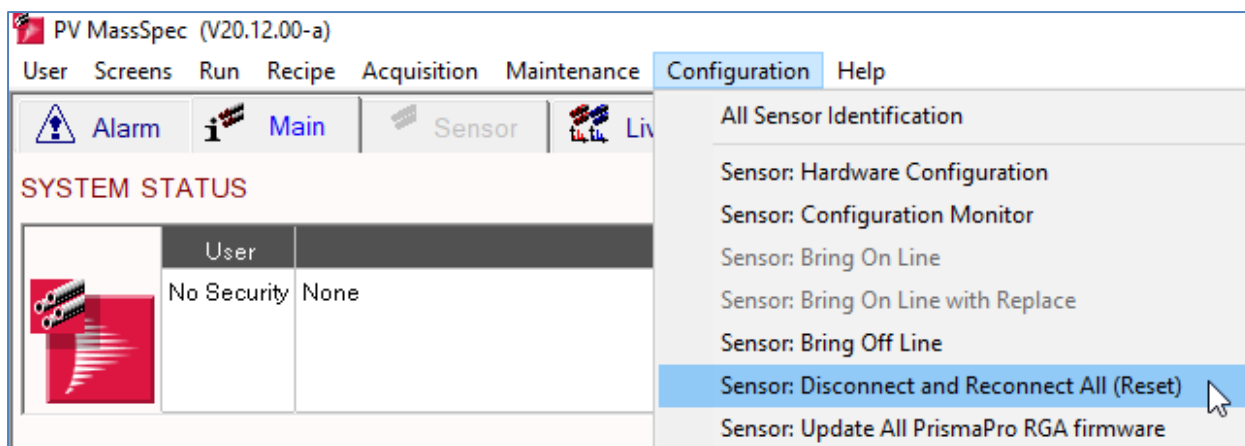 PV MassSpec (V20.12.00-a)
User Screens Run Recipe Acquisition Maintenance Configuration Help
Alarm Main Sensor Liv
All Sensor Identification
Sensor: Hardware Configuration
Sensor: Configuration Monitor
Sensor: Bring On Line
Sensor: Bring On Line with Replace
Sensor: Bring Off Line
Sensor: Disconnect and Reconnect All (Reset)
Sensor: Update All PrismaPro RGA firmware
SYSTEM STATUS
User
No Security None